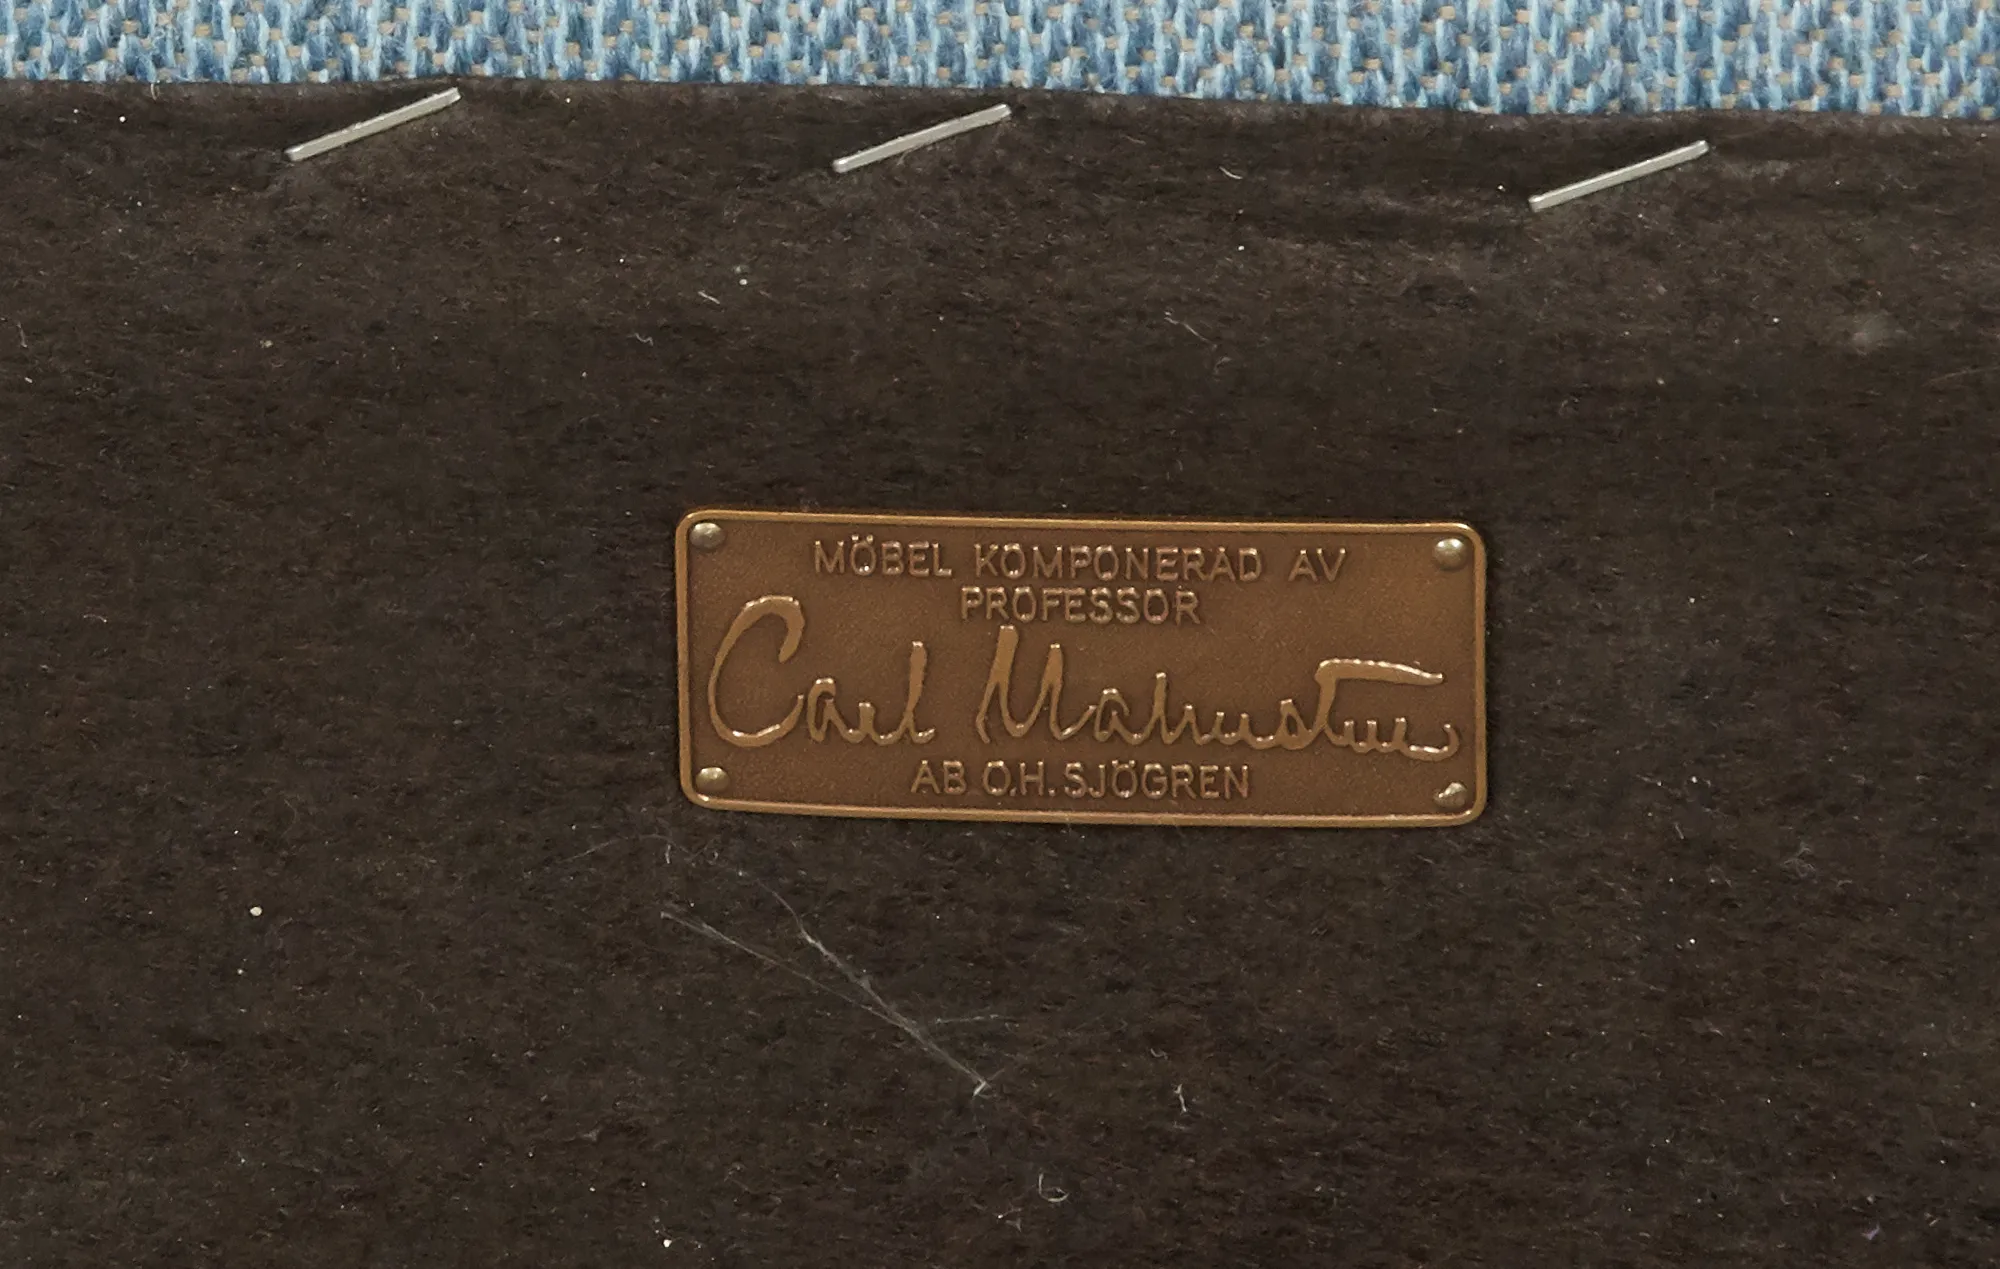 MÖBEL KOMPONERAD AV
PROFESSOR
Carl Malmsten
AB O.H. SJÖGREN